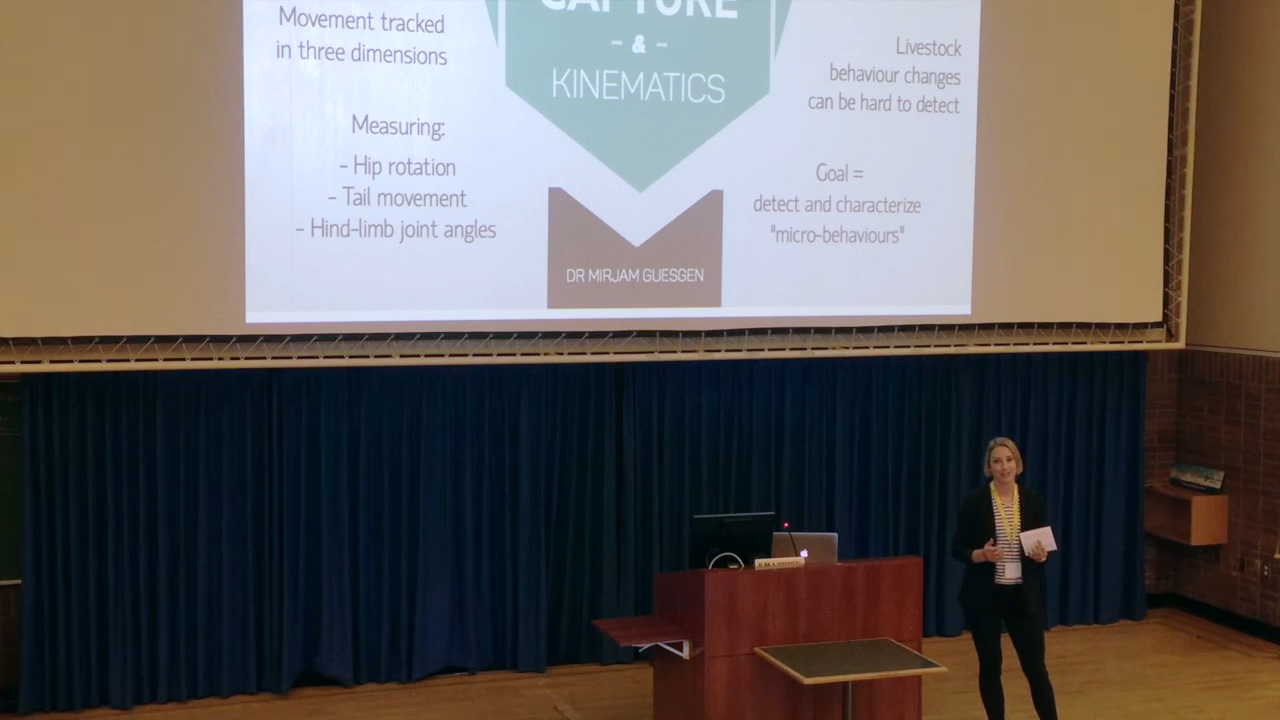 Movement tracked
in three dimensions
Measuring:
- Hip rotation
- Tail movement
- Hind-limb joint angles
CAPTURE
- & -
KINEMATICS
DR MIRJAM GUESGEN
Livestock
behaviour changes
can be hard to detect
Goal =
detect and characterize
"micro-behaviours"